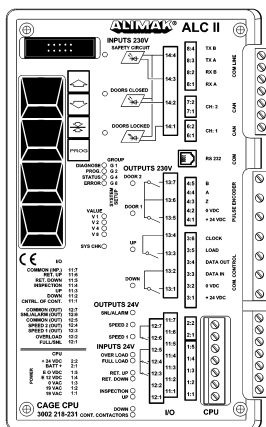 ALIMAK® ALC II
INPUTS 230V
SAFETY CIRCUIT
14:4
14:3
DOORS CLOSED
14:2
DOORS LOCKED
14:1
8:4 TX B
8:3 TX A
8:2 RX B
8:1 RX A
COM LINE
7:2
7:1
CH: 2
CAN
6:2
6:1
CH: 1
CAN
RS 232
CON
PROG
GROUP
DIAGNOSE G 1
PROG. G 2
STATUS G 4
ERROR G 8
SYSTEM SETUP
VALUE
V 1
V 2
V 4
V 8
SYS CHK
OUTPUTS 230V
DOOR 2
13:7
13:6
DOOR 1
13:5
13:4
UP
13:3
13:2
DOWN
13:1
4:5 B
4:4 A
4:3 Z
4:2 0 VDC
4:1 + 24 VDC
PULSE ENCODER
3:6 CLOCK
3:5 LOAD
3:4 DATA OUT
3:3 DATA IN
3:2 0 VDC
3:1 + 24 VDC
CON. CONTROL
I/O
COMMON (INP.) 11:7
RET. UP 11:6
RET. DOWN 11:5
INSPECTION 11:4
UP 11:3
DOWN 11:2
CNTRL. OF CONT. 11:1
COMMON (OUT) 12:7
SNL/ALARM (OUT) 12:6
COMMON (OUT) 12:5
SPEED 2 (OUT) 12:4
SPEED 1 (OUT) 12:3
OVERLOAD 12:2
FULL/SNL 12:1
CPU
+ 24 VDC 2:2
BATT + 2:1
E 0 VDC 1:5
B 12 VDC 1:4
0 VAC 1:3
19 VAC 1:2
19 VAC 1:1
POWER
OUTPUTS 24V
SNL/ALARM
SPEED 2
SPEED 1
INPUTS 24V
OVER LOAD
FULL LOAD
RET. UP
RET. DOWN
INSPECTION
UP
DOWN
CONT. CONTACTORS
12:7
12:6
12:5
12:4
12:3
12:2
12:1
11:7
11:6
11:5
11:4
11:3
11:2
11:1
I/O
2:2
2:1
1:5
1:4
1:3
1:2
1:1
CPU
CAGE CPU
3002 218-231